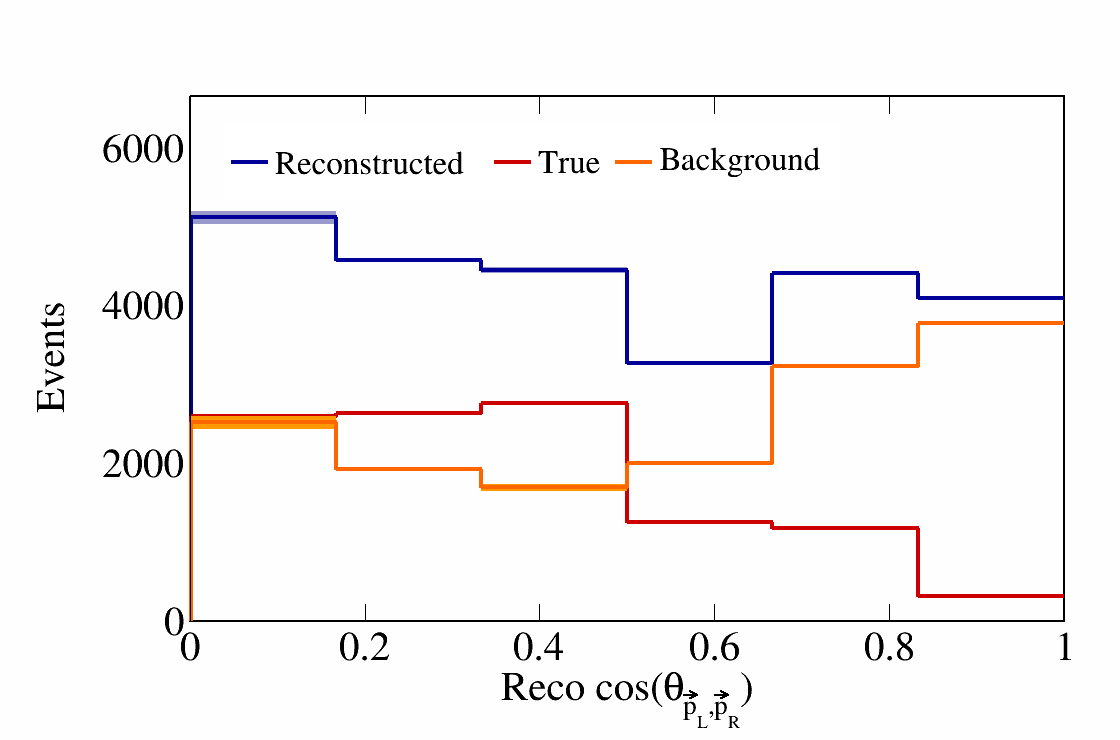 6000
Reconstructed True Background
4000
2000
0
0 0.2 0.4 0.6 0.8 1
Events
Reco cos(θp⃗L,p⃗R)